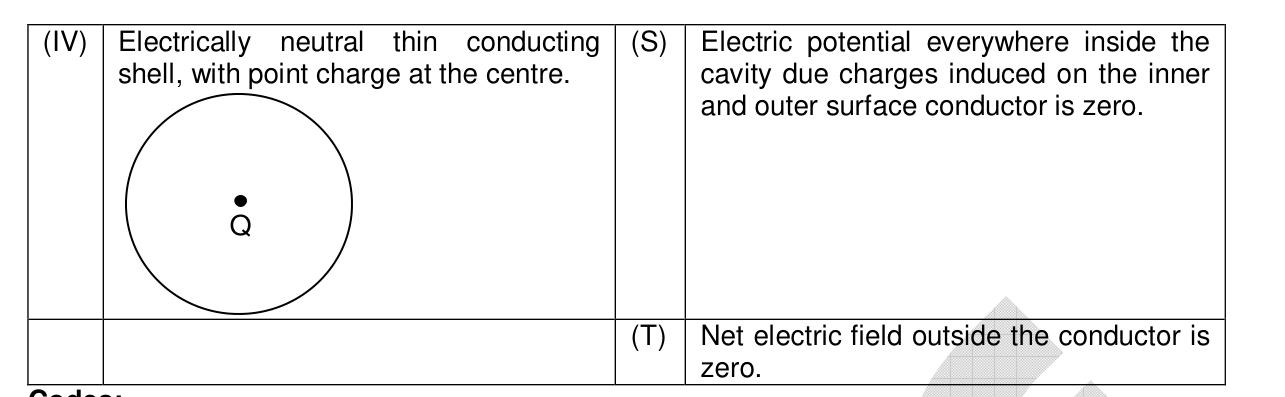 (IV) Electrically neutral thin conducting shell, with point charge at the centre.
Q
(S) Electric potential everywhere inside the cavity due charges induced on the inner and outer surface conductor is zero.
(T) Net electric field outside the conductor is zero.
Codes: